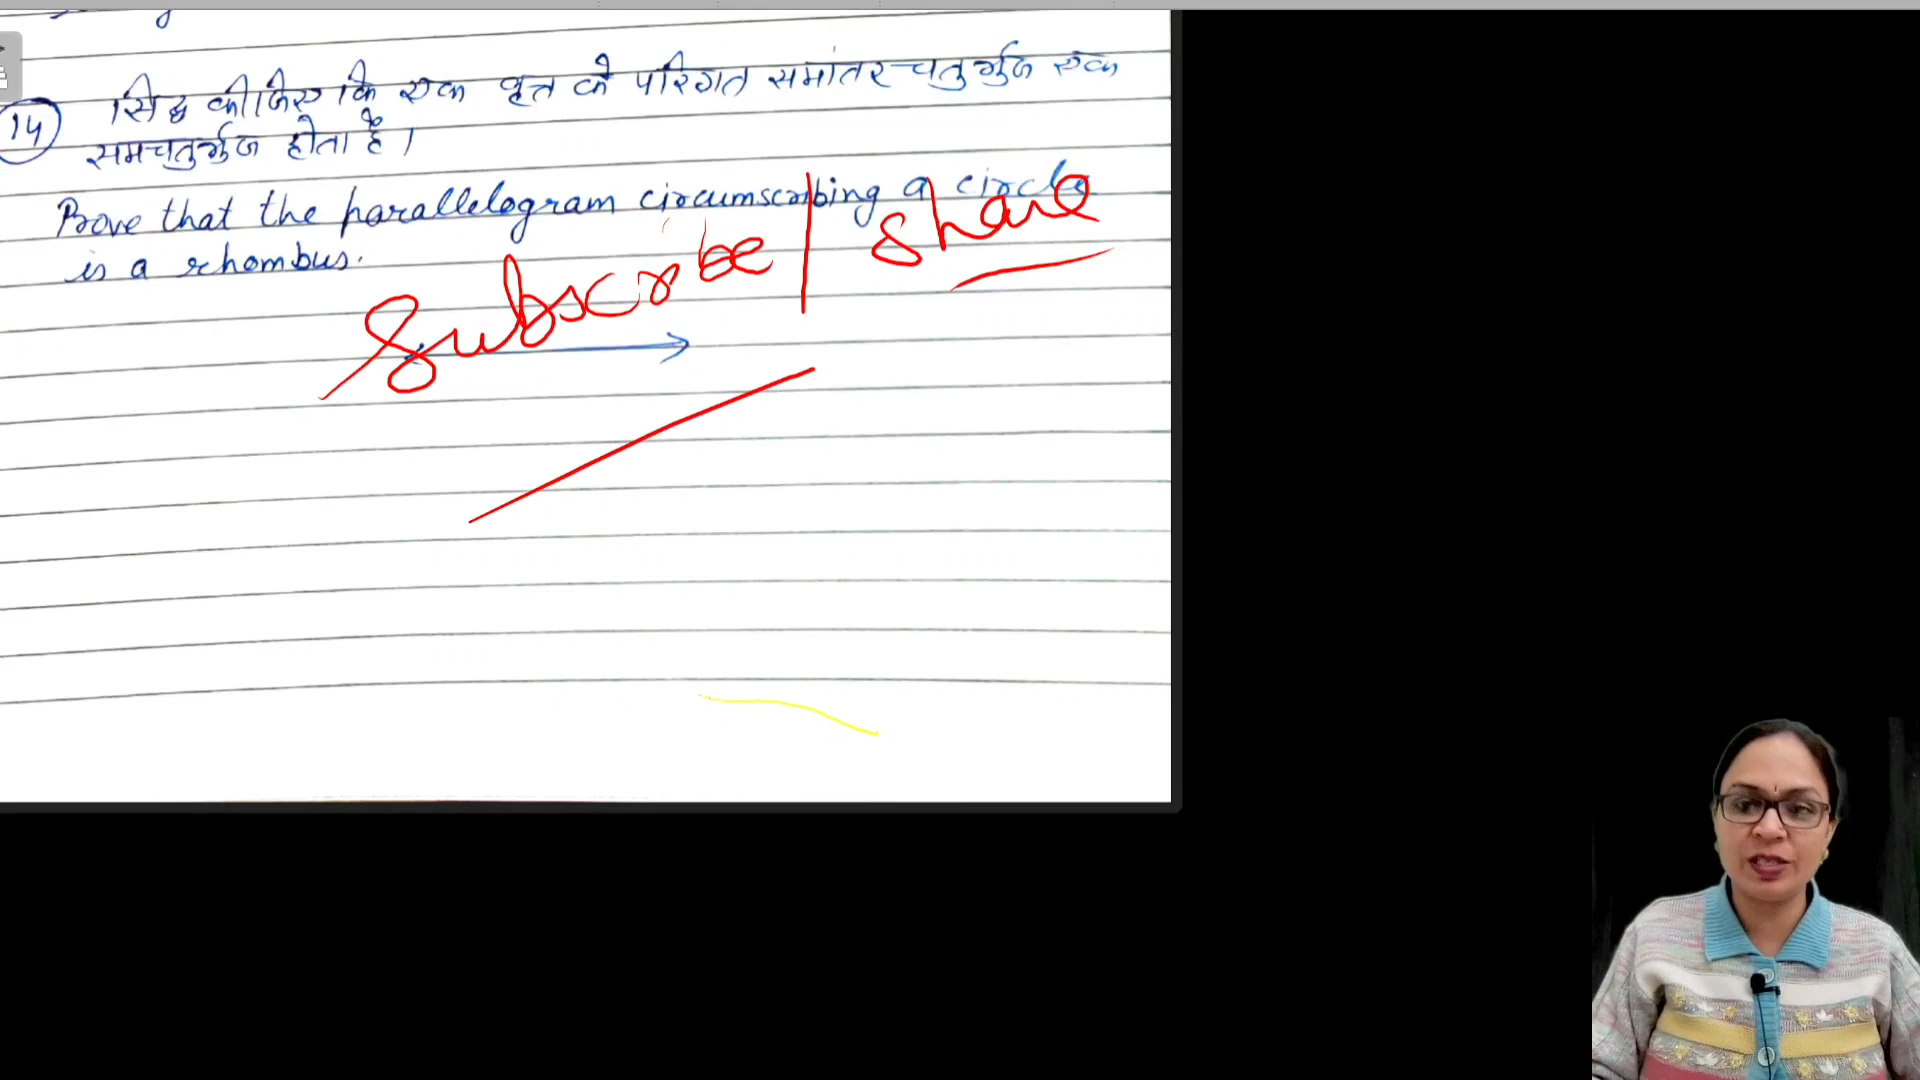 14 सिद्ध कीजिए कि एक वृत्त के परिगत समांतर चतुर्भुज एक
समचतुर्भुज होता है।
Prove that the parallelogram circumscribing a circle
is a rhombus.
Subscribe | share